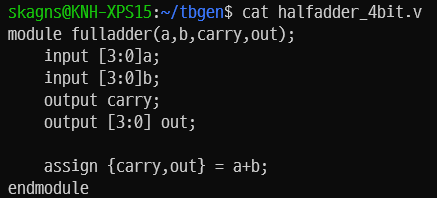 skagns@KNH-XPS15:~/tbgen$ cat halfadder_4bit.v
module fulladder(a,b,carry,out);
    input [3:0]a;
    input [3:0]b;
    output carry;
    output [3:0] out;

    assign {carry,out} = a+b;
endmodule